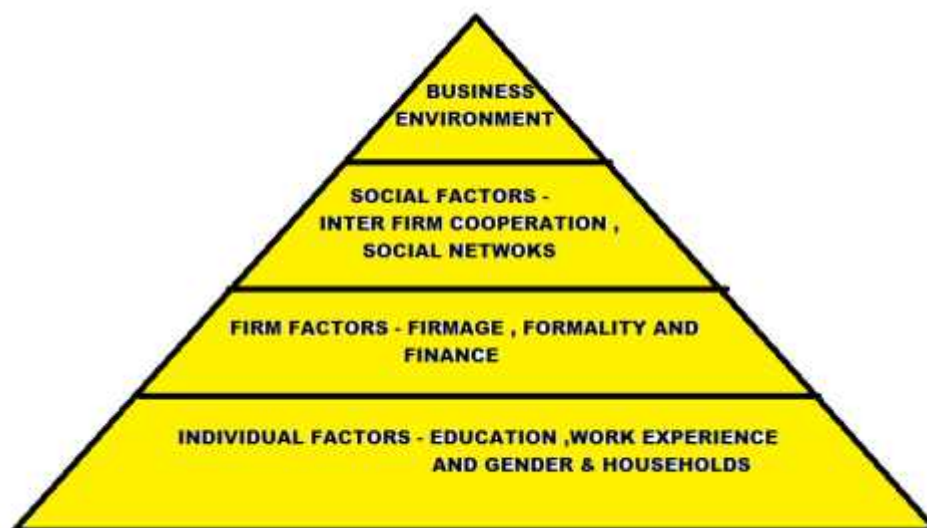 BUSINESS
ENVIRONMENT
SOCIAL FACTORS -
INTER FIRM COOPERATION ,
SOCIAL NETWOKS
FIRM FACTORS - FIRMAGE , FORMALITY AND
FINANCE
INDIVIDUAL FACTORS - EDUCATION ,WORK EXPERIENCE
AND GENDER & HOUSEHOLDS